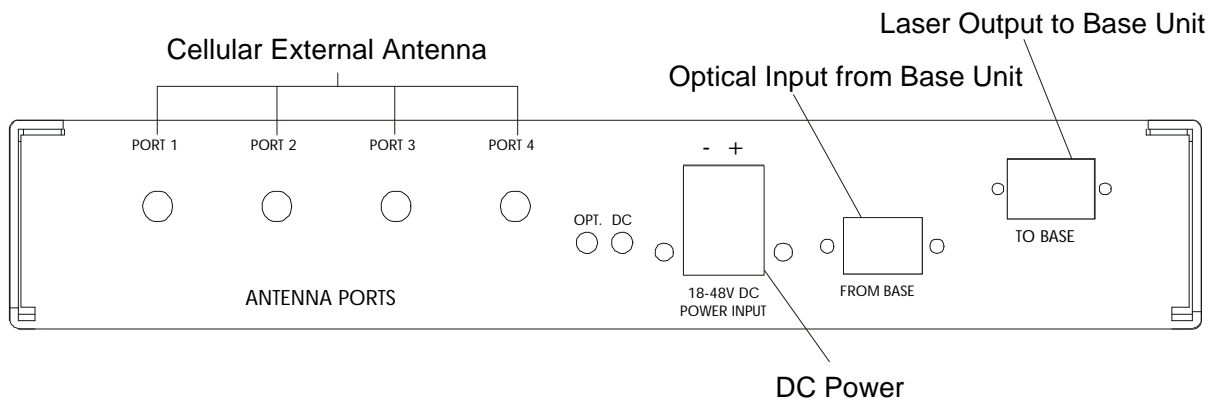 Laser Output to Base Unit
Cellular External Antenna
Optical Input from Base Unit
PORT 1
PORT 2
PORT 3
PORT 4
- +
OPT. DC
TO BASE
ANTENNA PORTS
18-48V DC
POWER INPUT
FROM BASE
DC Power